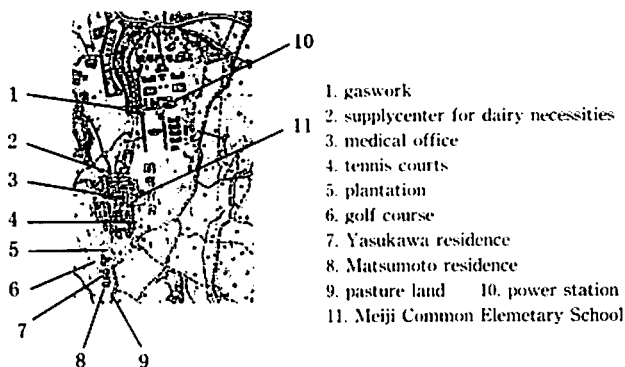 10
1
11
2
3
4
5
6
7
8
9
1. gaswork
2. supplycenter for dairy necessities
3. medical office
4. tennis courts
5. plantation
6. golf course
7. Yasukawa residence
8. Matsumoto residence
9. pasture land 10. power station
11. Meiji Common Elemetary School